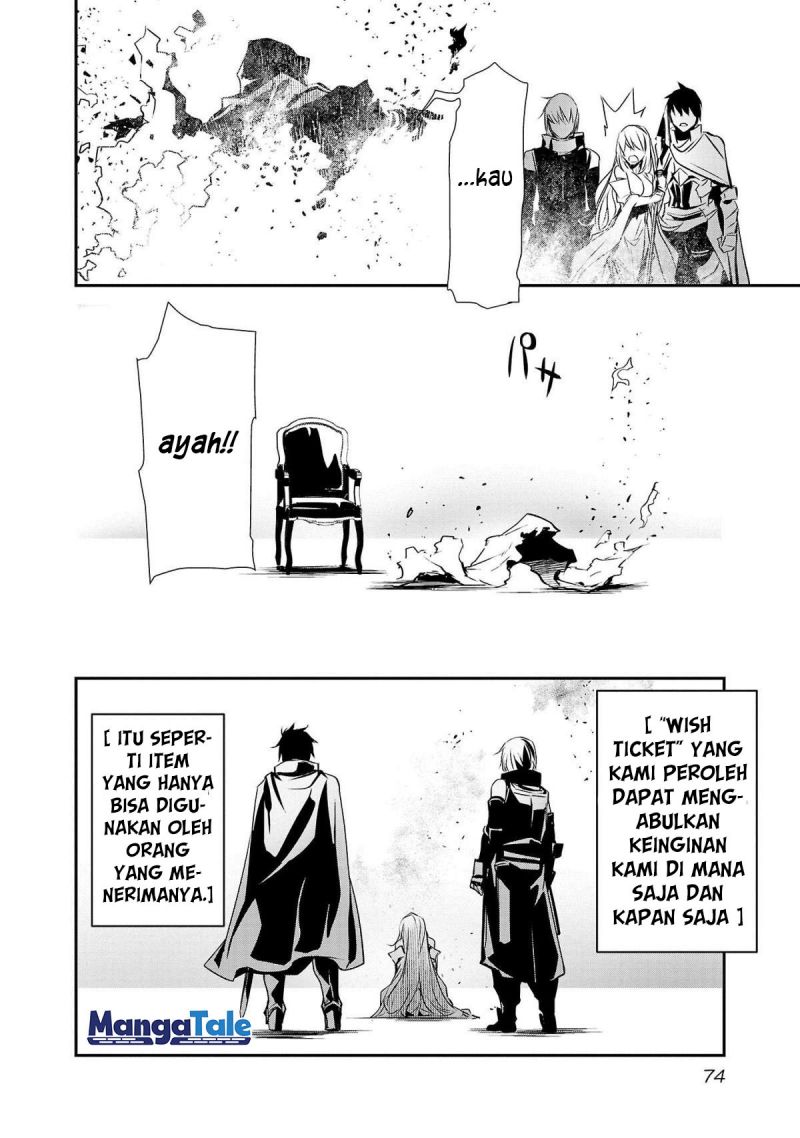 ...kau
パサ
ayah!!
[ "WISH
TICKET" YANG
KAMI PEROLEH
DAPAT MENG-
ABULKAN
KEINGINAN
KAMI DI MANA
SAJA DAN
KAPAN SAJA ]
[ ITU SEPER-
TI ITEM
YANG HANYA
BISA DIGU-
NAKAN OLEH
ORANG
YANG ME-
NERIMANYA.]
MangaTale
74